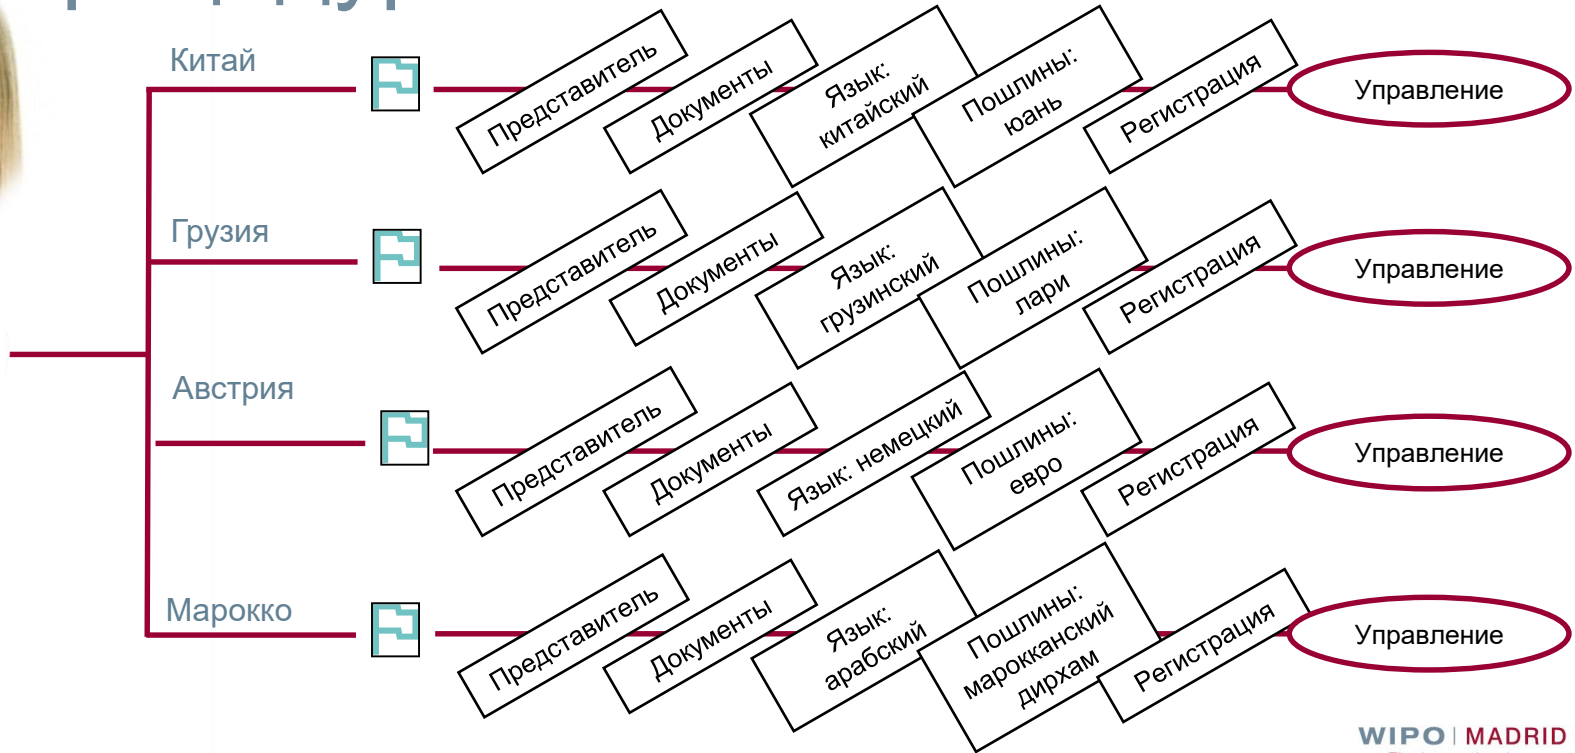 Китай
Представитель
Документы
Язык:
китайский
Пошлины:
юань
Регистрация
Управление
Грузия
Представитель
Документы
Язык:
грузинский
Пошлины:
лари
Регистрация
Управление
Австрия
Представитель
Документы
Язык: немецкий
Пошлины:
евро
Регистрация
Управление
Марокко
Представитель
Документы
Язык:
арабский
Пошлины:
марокканский
дирхам
Регистрация
Управление
WIPO | MADRID